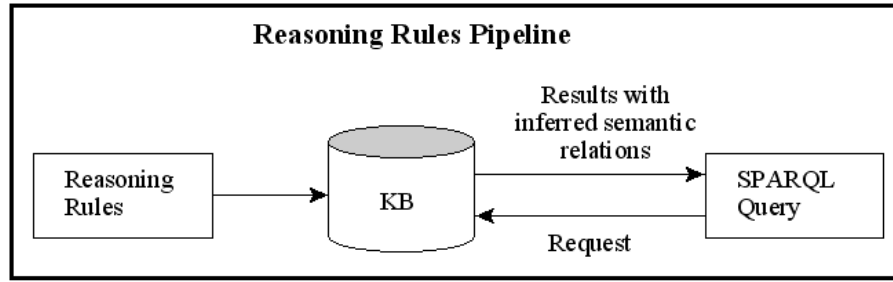 Reasoning Rules Pipeline
Results with
inferred semantic
relations
Reasoning
Rules
KB
SPARQL
Query
Request